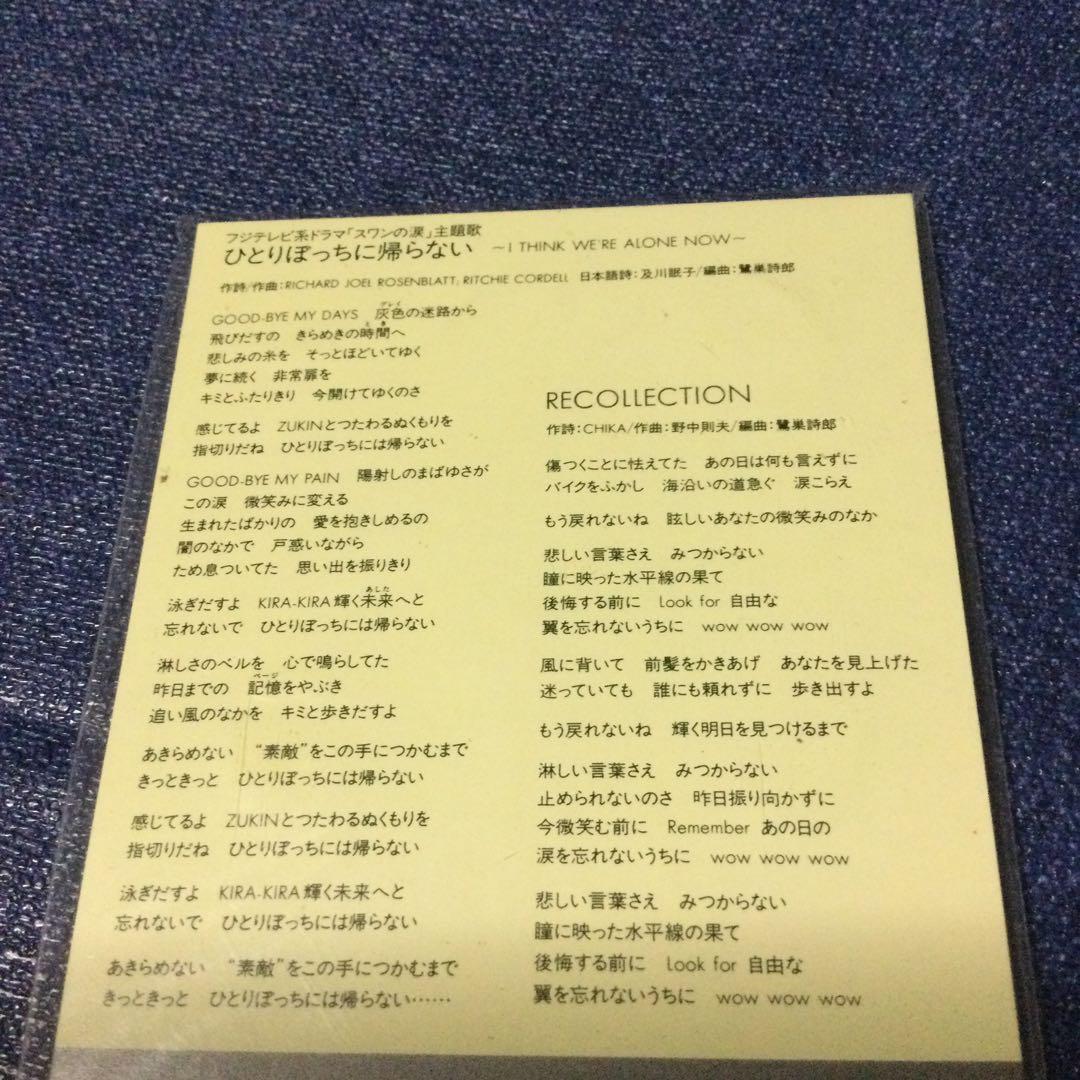 フジテレビ系ドラマ「スワンの涙」主題歌
ひとりぼっちに帰らない ～I THINK WE'RE ALONE NOW～
作詩/作曲：RICHARD JOEL ROSENBLATT; RITCHIE CORDELL 日本語詩：及川眠子/編曲：鷺巣詩郎
グレイ
GOOD-BYE MY DAYS 灰色の迷路から
とき
飛びだすの きらめきの時間へ
悲しみの糸を そっとほどいてゆく
夢に続く 非常扉を
キミとふたりきり 今開けてゆくのさ
感じてるよ ZUKINとつたわるぬくもりを
指切りだね ひとりぼっちには帰らない
GOOD-BYE MY PAIN 陽射しのまばゆさが
この涙 微笑みに変える
生まれたばかりの 愛を抱きしめるの
闇のなかで 戸惑いながら
ため息ついてた 思い出を振りきり
あした
泳ぎだすよ KIRA-KIRA輝く未来へと
忘れないで ひとりぼっちには帰らない
淋しさのベルを 心で鳴らしてた
ページ
昨日までの 記憶をやぶき
追い風のなかを キミと歩きだすよ
あきらめない “素敵”をこの手につかむまで
きっときっと ひとりぼっちには帰らない
感じてるよ ZUKINとつたわるぬくもりを
指切りだね ひとりぼっちには帰らない
泳ぎだすよ KIRA-KIRA輝く未来へと
忘れないで ひとりぼっちには帰らない
あきらめない “素敵”をこの手につかむまで
きっときっと ひとりぼっちには帰らない……
RECOLLECTION
作詩：CHIKA/作曲：野中則夫/編曲：鷺巣詩郎
傷つくことに怯えてた あの日は何も言えずに
バイクをふかし 海沿いの道急ぐ 涙こらえ
もう戻れないね 眩しいあなたの微笑みのなか
悲しい言葉さえ みつからない
瞳に映った水平線の果て
後悔する前に Look for 自由な
翼を忘れないうちに wow wow wow
風に背いて 前髪をかきあげ あなたを見上げた
迷っていても 誰にも頼れずに 歩き出すよ
もう戻れないね 輝く明日を見つけるまで
淋しい言葉さえ みつからない
止められないのさ 昨日振り向かずに
今微笑む前に Remember あの日の
涙を忘れないうちに wow wow wow
悲しい言葉さえ みつからない
瞳に映った水平線の果て
後悔する前に Look for 自由な
翼を忘れないうちに wow wow wow